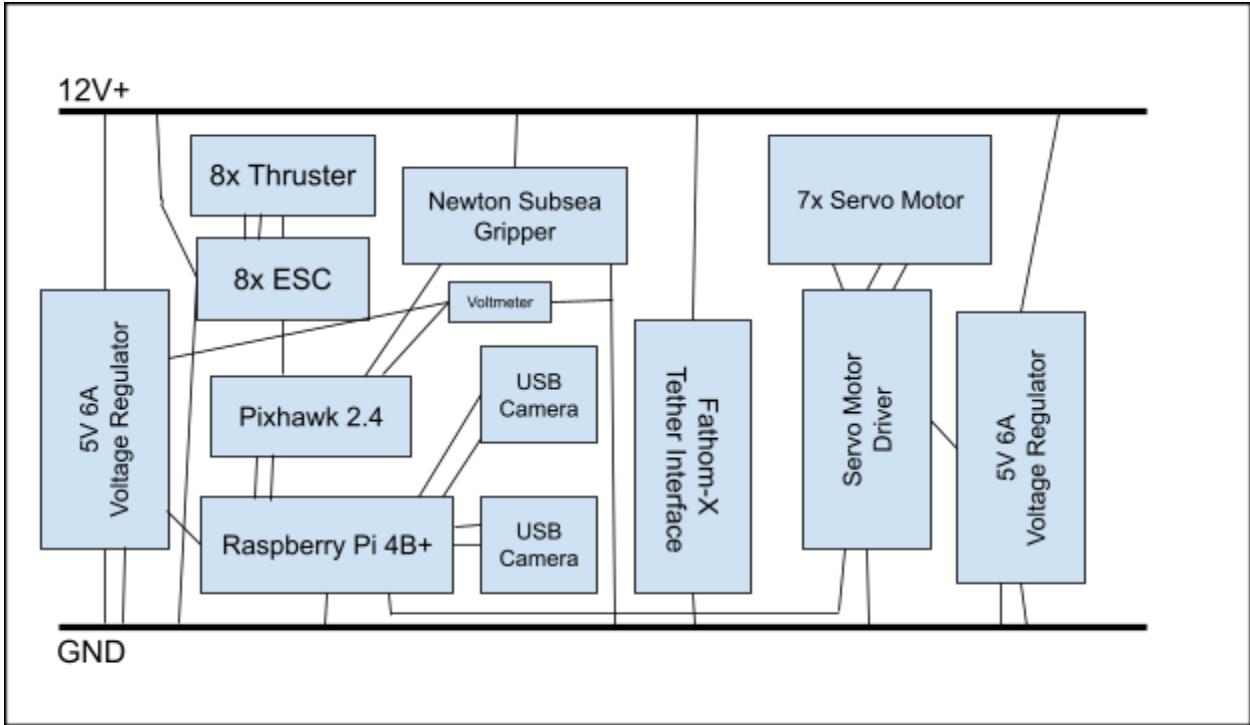 12V+
8x Thruster
8x ESC
Newton Subsea
Gripper
Voltmeter
7x Servo Motor
5V 6A
Voltage Regulator
Pixhawk 2.4
USB
Camera
Raspberry Pi 4B+
USB
Camera
Fathom-X
Tether Interface
Servo Motor
Driver
5V 6A
Voltage Regulator
GND